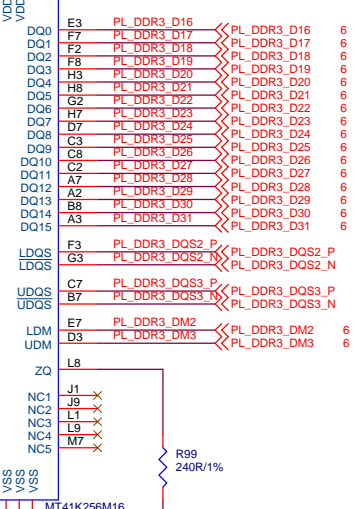 VDD VDD
DQ0 E3 PL_DDR3_D16 PL_DDR3_D16 6
DQ1 F7 PL_DDR3_D17 PL_DDR3_D17 6
DQ2 F2 PL_DDR3_D18 PL_DDR3_D18 6
DQ3 F8 PL_DDR3_D19 PL_DDR3_D19 6
DQ4 H3 PL_DDR3_D20 PL_DDR3_D20 6
DQ5 H8 PL_DDR3_D21 PL_DDR3_D21 6
DQ6 G2 PL_DDR3_D22 PL_DDR3_D22 6
DQ7 H7 PL_DDR3_D23 PL_DDR3_D23 6
DQ8 D7 PL_DDR3_D24 PL_DDR3_D24 6
DQ9 C3 PL_DDR3_D25 PL_DDR3_D25 6
DQ10 C8 PL_DDR3_D26 PL_DDR3_D26 6
DQ11 C2 PL_DDR3_D27 PL_DDR3_D27 6
DQ12 A7 PL_DDR3_D28 PL_DDR3_D28 6
DQ13 A2 PL_DDR3_D29 PL_DDR3_D29 6
DQ14 B8 PL_DDR3_D30 PL_DDR3_D30 6
DQ15 A3 PL_DDR3_D31 PL_DDR3_D31 6
LDQS F3 PL_DDR3_DQS2_P PL_DDR3_DQS2_P
LDQS G3 PL_DDR3_DQS2_N PL_DDR3_DQS2_N
UDQS C7 PL_DDR3_DQS3_P PL_DDR3_DQS3_P
UDQS B7 PL_DDR3_DQS3_N PL_DDR3_DQS3_N
LDM E7 PL_DDR3_DM2 PL_DDR3_DM2 6
UDM D3 PL_DDR3_DM3 PL_DDR3_DM3 6
ZQ L8
NC1 J1
NC2 J9
NC3 L1
NC4 L9
NC5 M7
R99
240R/1%
VSS VSS VSS
MT41K256M16